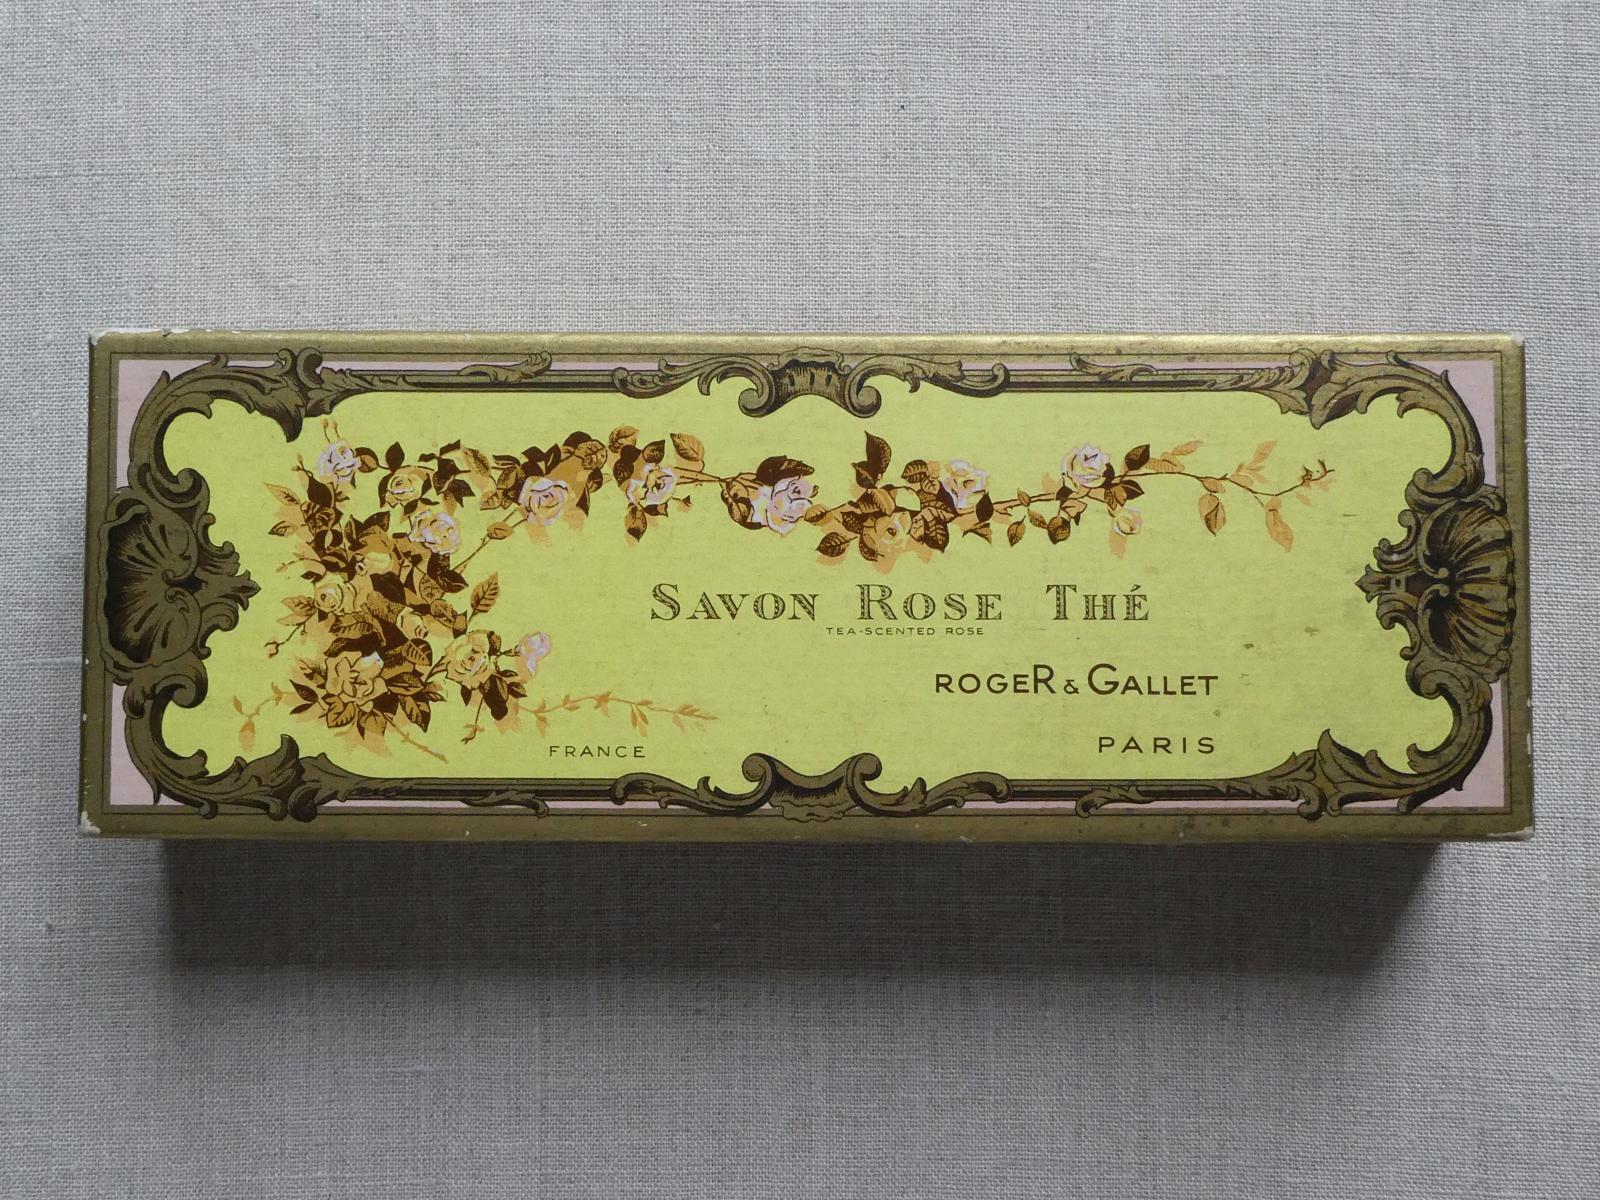 SAVON ROSE THÉ
TEA-SCENTED ROSE
ROGER & GALLET
FRANCE
PARIS